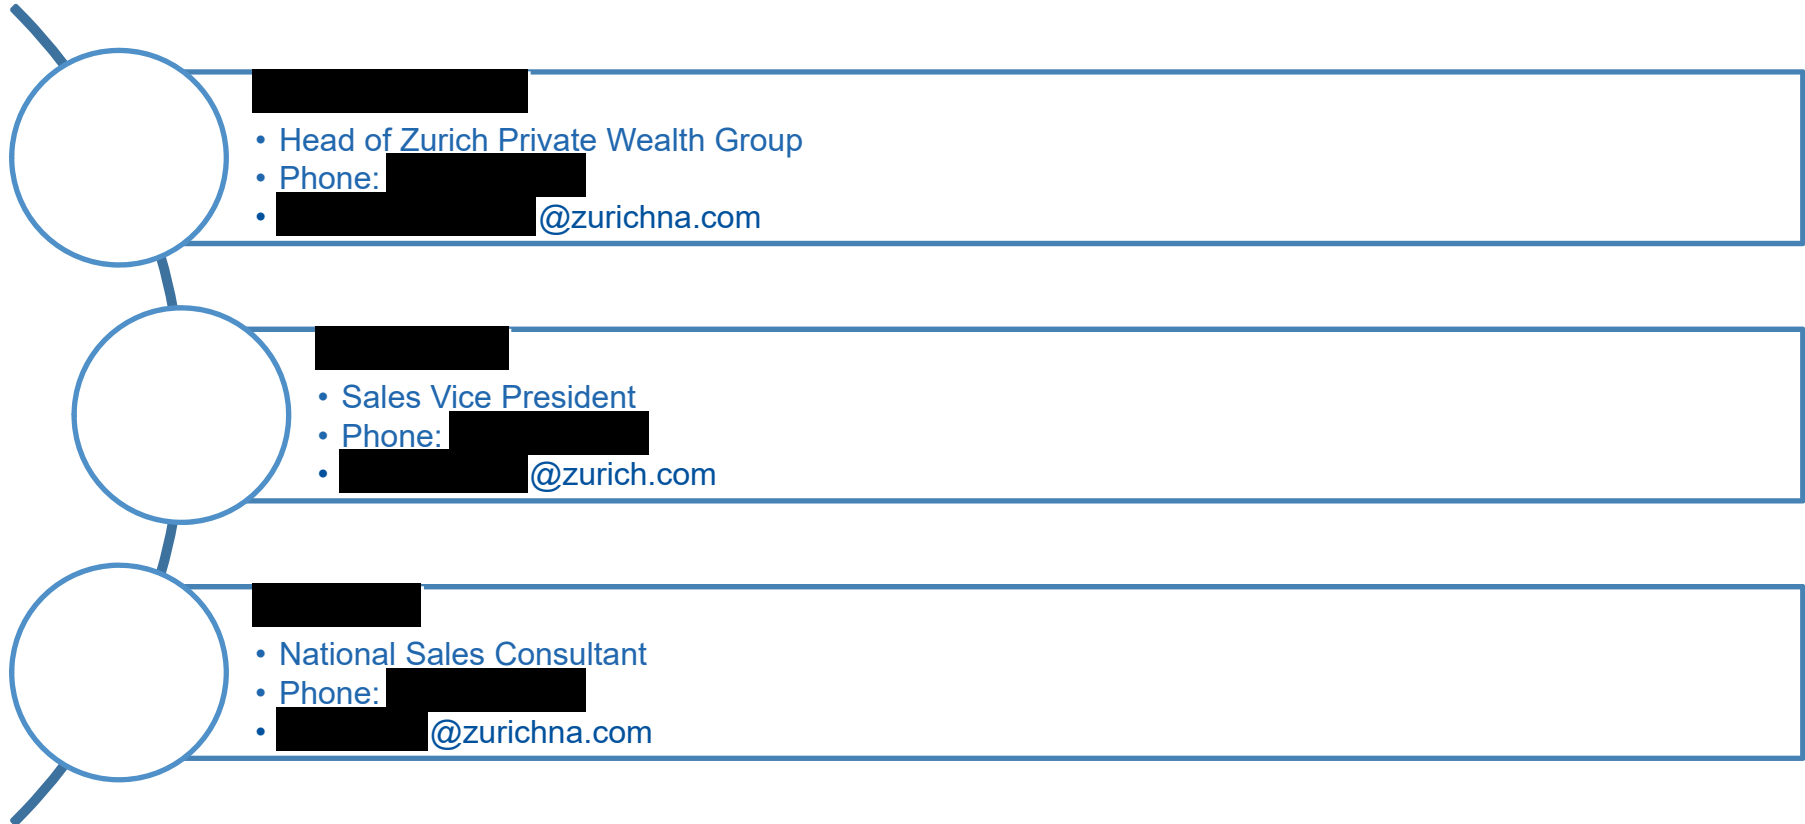 • Head of Zurich Private Wealth Group
• Phone:
• @zurichna.com
• Sales Vice President
• Phone:
• @zurich.com
• National Sales Consultant
• Phone:
• @zurichna.com